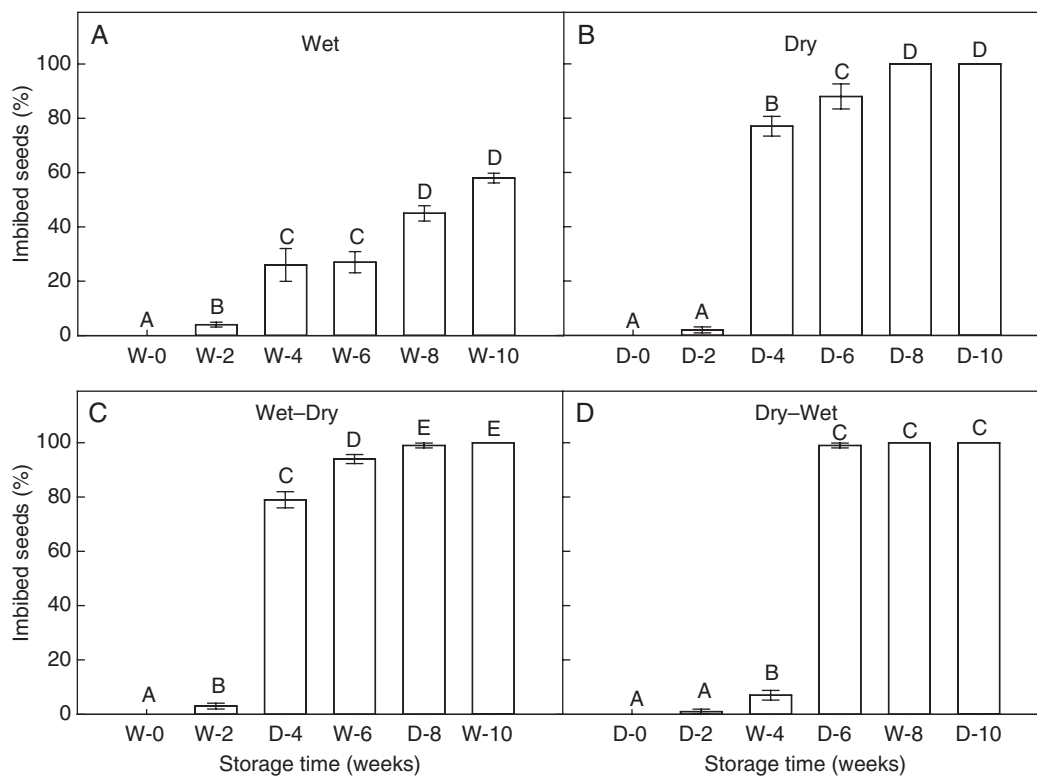 A
Wet
Imbibed seeds (%)
100
80
60
40
20
0
A
B
C
C
D
D
W-0 W-2 W-4 W-6 W-8 W-10
B
Dry
A
A
B
C
D
D
D-0 D-2 D-4 D-6 D-8 D-10
C
Wet–Dry
Imbibed seeds (%)
100
80
60
40
20
0
A
B
C
D
E
E
W-0 W-2 D-4 W-6 D-8 W-10
Storage time (weeks)
D
Dry–Wet
A
A
B
C
C
C
D-0 D-2 W-4 D-6 W-8 D-10
Storage time (weeks)